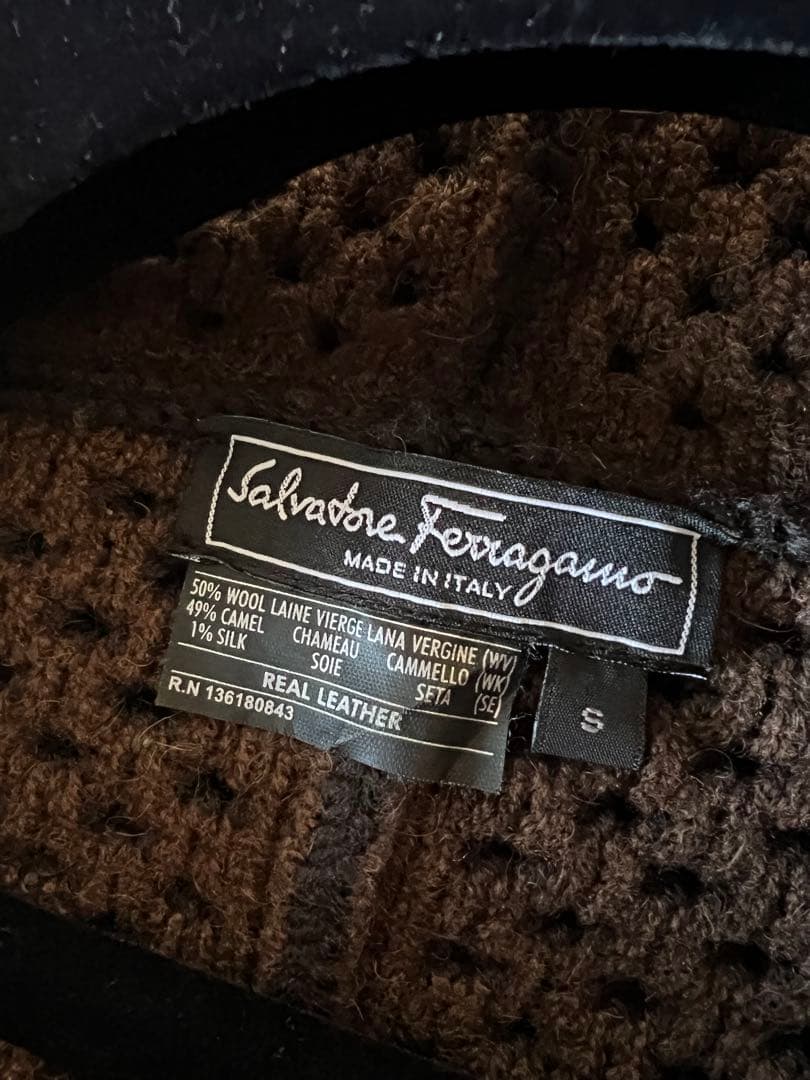 Salvatore Ferragamo
MADE IN ITALY
50% WOOL LAINE VIERGE LANA VERGINE (WV)
49% CAMEL CHAMEAU CAMMELLO (WK)
1% SILK SOIE SETA (SE)
REAL LEATHER
R.N 136180843
S